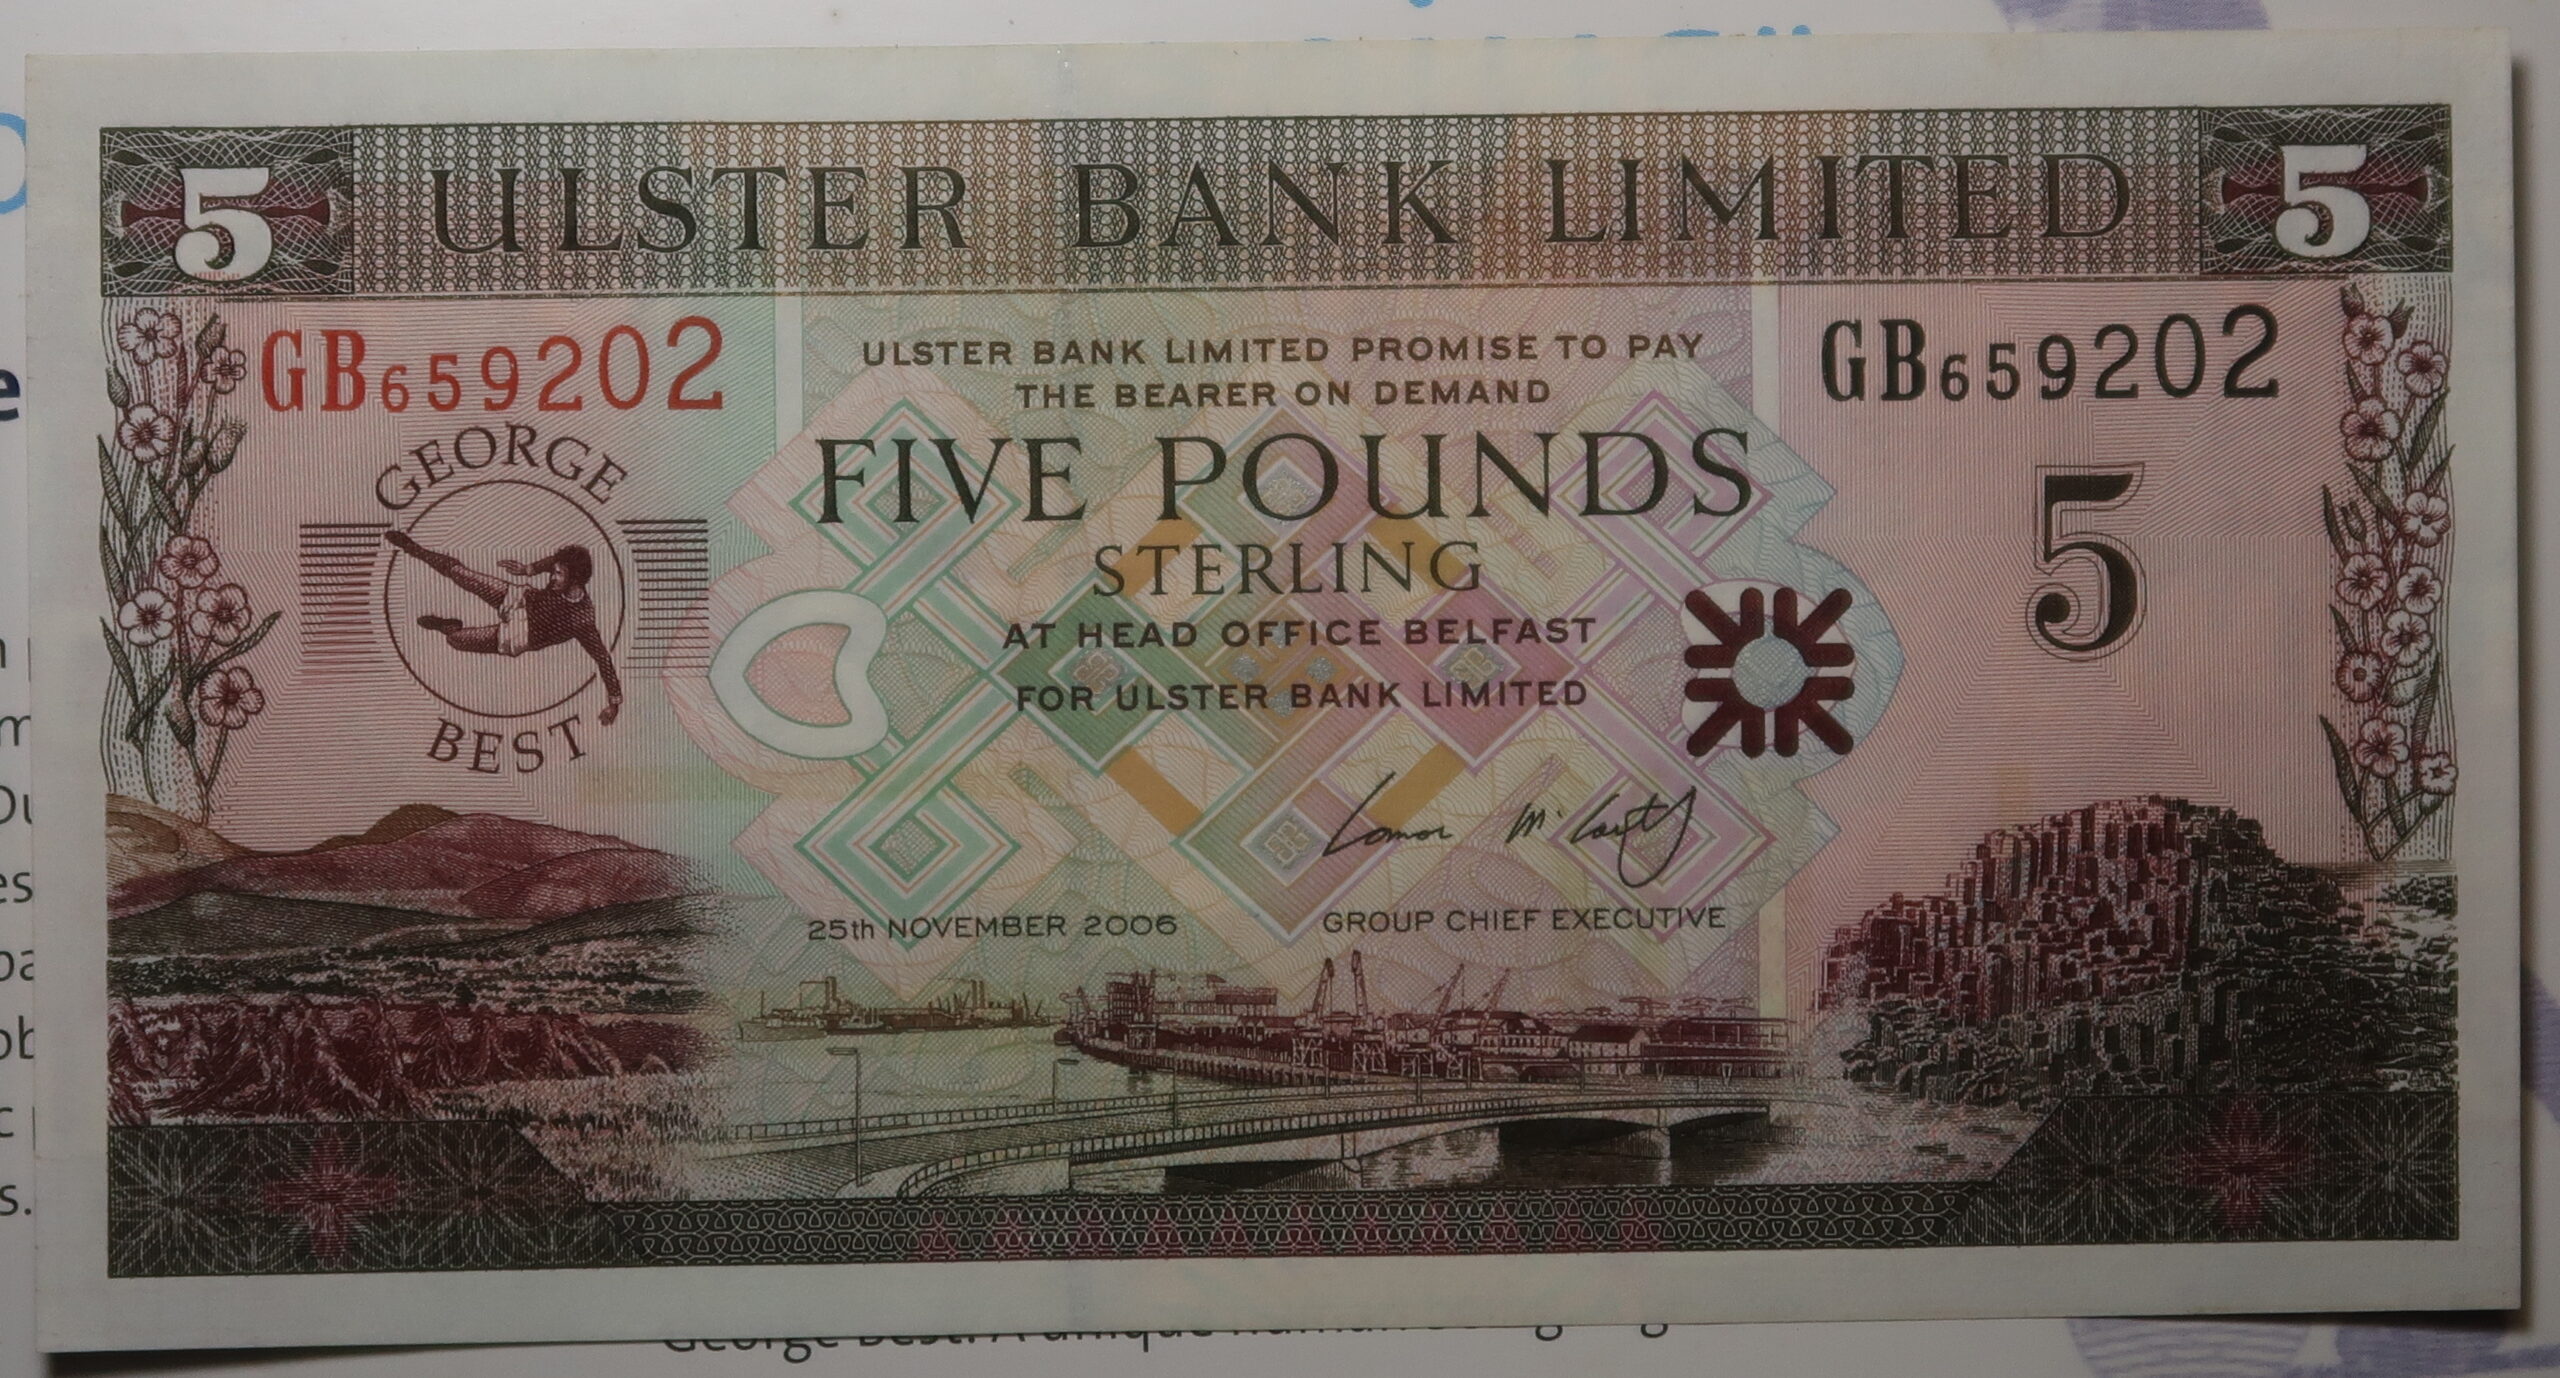 5 ULSTER BANK LIMITED 5
GB659202
GB659202
ULSTER BANK LIMITED PROMISE TO PAY
THE BEARER ON DEMAND
FIVE POUNDS
STERLING
AT HEAD OFFICE BELFAST
FOR ULSTER BANK LIMITED
GEORGE
BEST
5
25th NOVEMBER 2006
GROUP CHIEF EXECUTIVE